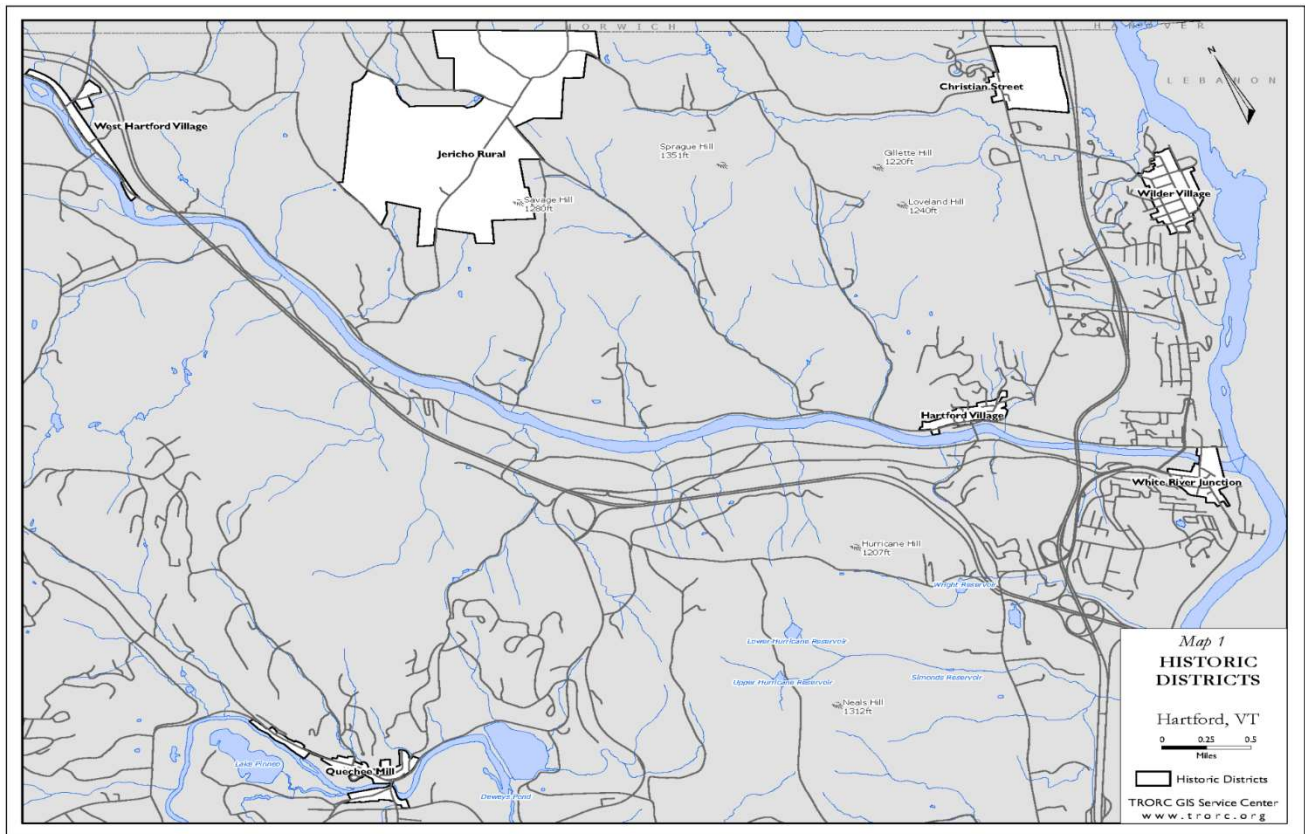 NORWICH
HANOVER
LEBANON
N
Christian Street
West Hartford Village
Jericho Rural
Sprague Hill
1351ft
Gillette Hill
1220ft
Wilder Village
Savage Hill
1280ft
Loveland Hill
1240ft
Hartford Village
White River Junction
Hurricane Hill
1207ft
Wright Reservoir
Lower Hurricane Reservoir
Upper Hurricane Reservoir
Simonds Reservoir
Neals Hill
1312ft
Lake Pinneo
Quechee Mill
Deweys Pond
Map 1
HISTORIC
DISTRICTS
Hartford, VT
0 0.25 0.5
Miles
Historic Districts
TRORC GIS Service Center
www.trorc.org